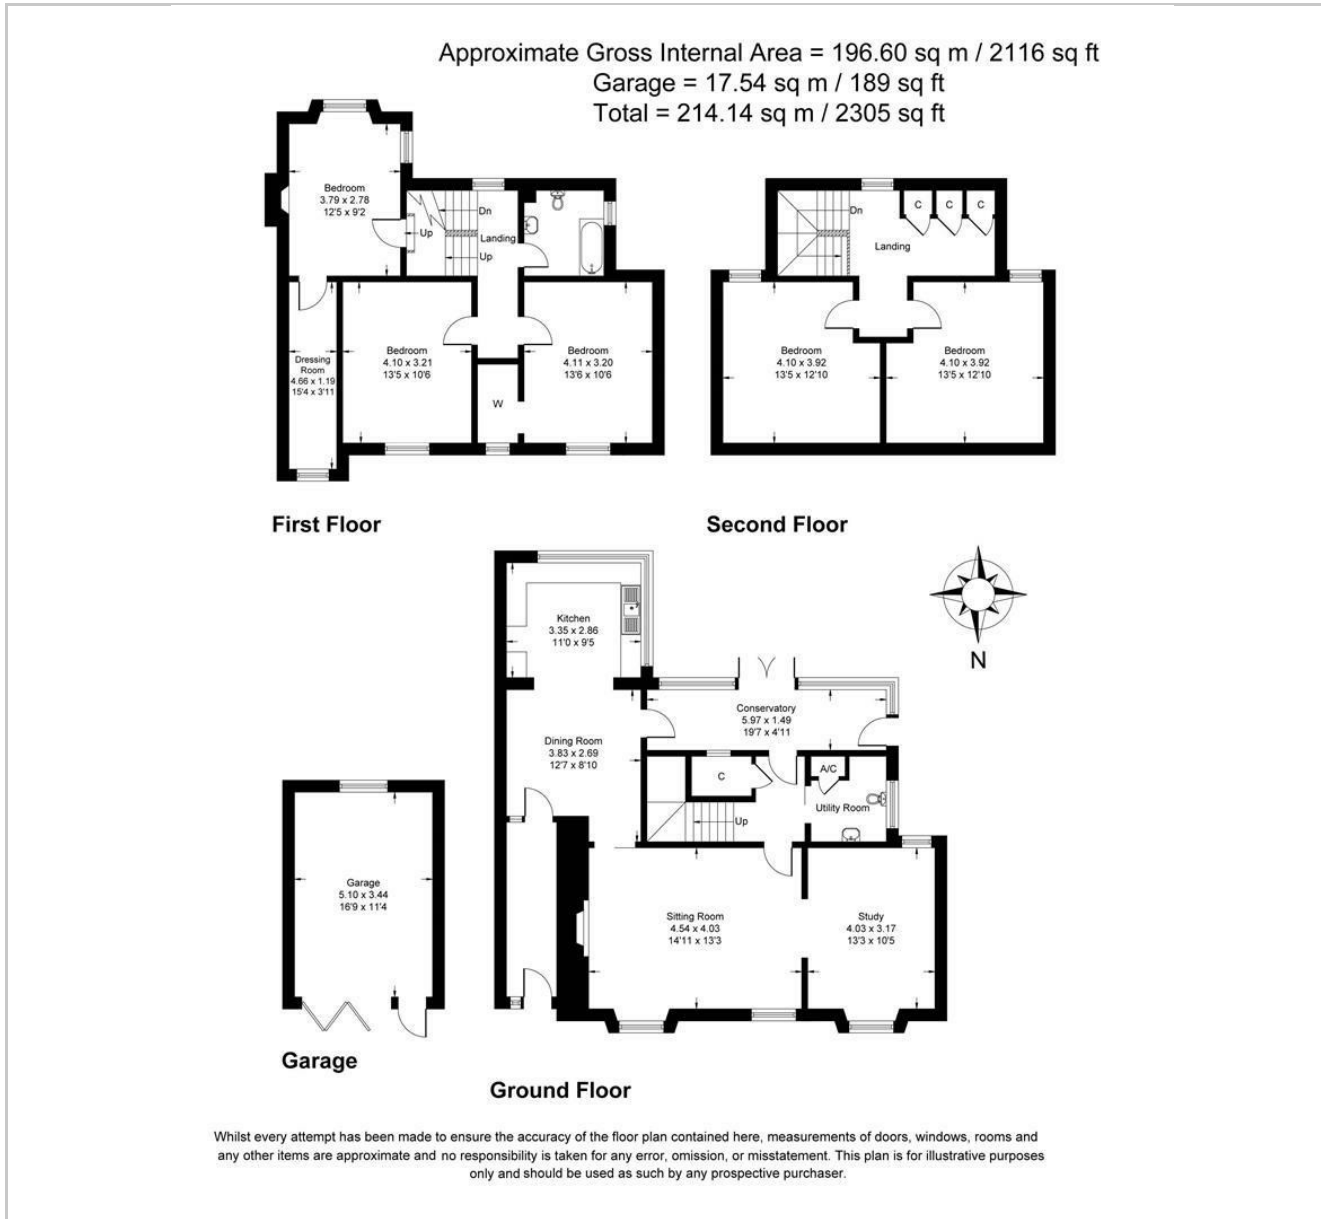 Approximate Gross Internal Area = 196.60 sq m / 2116 sq ft
Garage = 17.54 sq m / 189 sq ft
Total = 214.14 sq m / 2305 sq ft
Bedroom
3.79 x 2.78
12'5 x 9'2
Up
Dn
Landing
Up
Dressing
Room
4.66 x 1.19
15'4 x 3'11
Bedroom
4.10 x 3.21
13'5 x 10'6
W
Bedroom
4.11 x 3.20
13'6 x 10'6
First Floor
Dn
C
C
C
Landing
Bedroom
4.10 x 3.92
13'5 x 12'10
Bedroom
4.10 x 3.92
13'5 x 12'10
Second Floor
N
Kitchen
3.35 x 2.86
11'0 x 9'5
Conservatory
5.97 x 1.49
19'7 x 4'11
Dining Room
3.83 x 2.69
12'7 x 8'10
C
A/C
Utility Room
Up
Sitting Room
4.54 x 4.03
14'11 x 13'3
Study
4.03 x 3.17
13'3 x 10'5
Ground Floor
Garage
5.10 x 3.44
16'9 x 11'4
Garage
Whilst every attempt has been made to ensure the accuracy of the floor plan contained here, measurements of doors, windows, rooms and
any other items are approximate and no responsibility is taken for any error, omission, or misstatement. This plan is for illustrative purposes
only and should be used as such by any prospective purchaser.